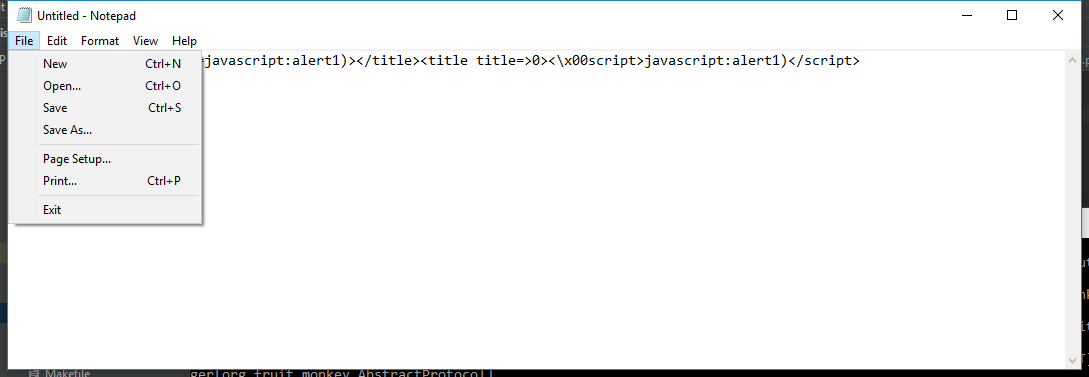 Untitled - Notepad
File Edit Format View Help
javascript:alert1)></title><title title=>0><\x00script>javascript:alert1)</script>
New Ctrl+N
Open... Ctrl+O
Save Ctrl+S
Save As...
Page Setup...
Print... Ctrl+P
Exit
Makefile
ger[org.fruit.monkey.AbstractProtocol]